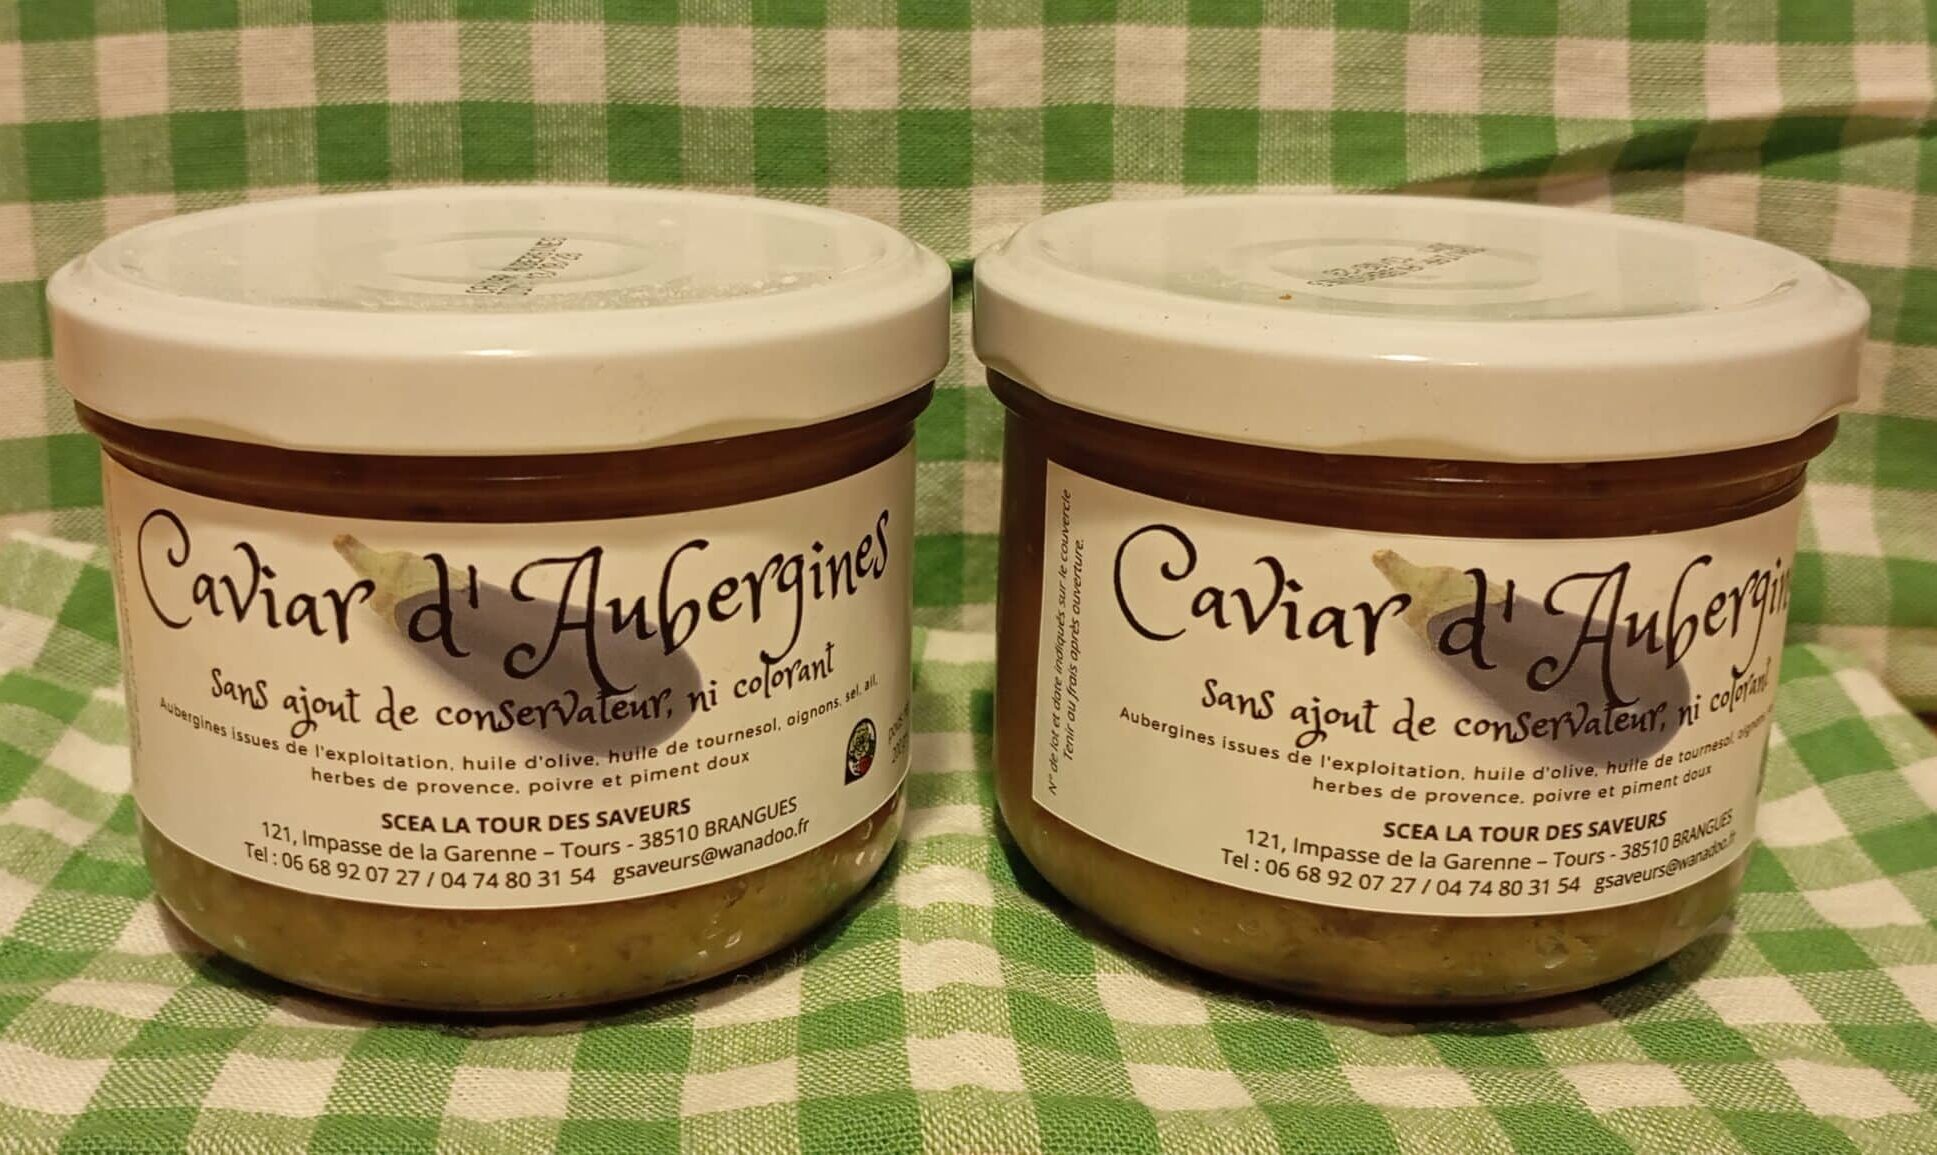 Caviar d'Aubergines
Sans ajout de conservateur, ni colorant
Aubergines issues de l'exploitation, huile d'olive, huile de tournesol, oignons, sel, ail,
herbes de provence, poivre et piment doux
SCEA LA TOUR DES SAVEURS
121, Impasse de la Garenne – Tours - 38510 BRANGUES
Tel : 06 68 92 07 27 / 04 74 80 31 54 gsaveurs@wanadoo.fr
N° de lot et date indiqués sur le couvercle
Tenir au frais après ouverture.
Caviar d'Aubergin
Sans ajout de conservateur, ni colorant
Aubergines issues de l'exploitation, huile d'olive, huile de tournesol,
herbes de provence, poivre et piment doux
SCEA LA TOUR DES SAVEURS
121, Impasse de la Garenne – Tours - 38510 BRANGUES
Tel : 06 68 92 07 27 / 04 74 80 31 54 gsaveurs@wanadoo.fr